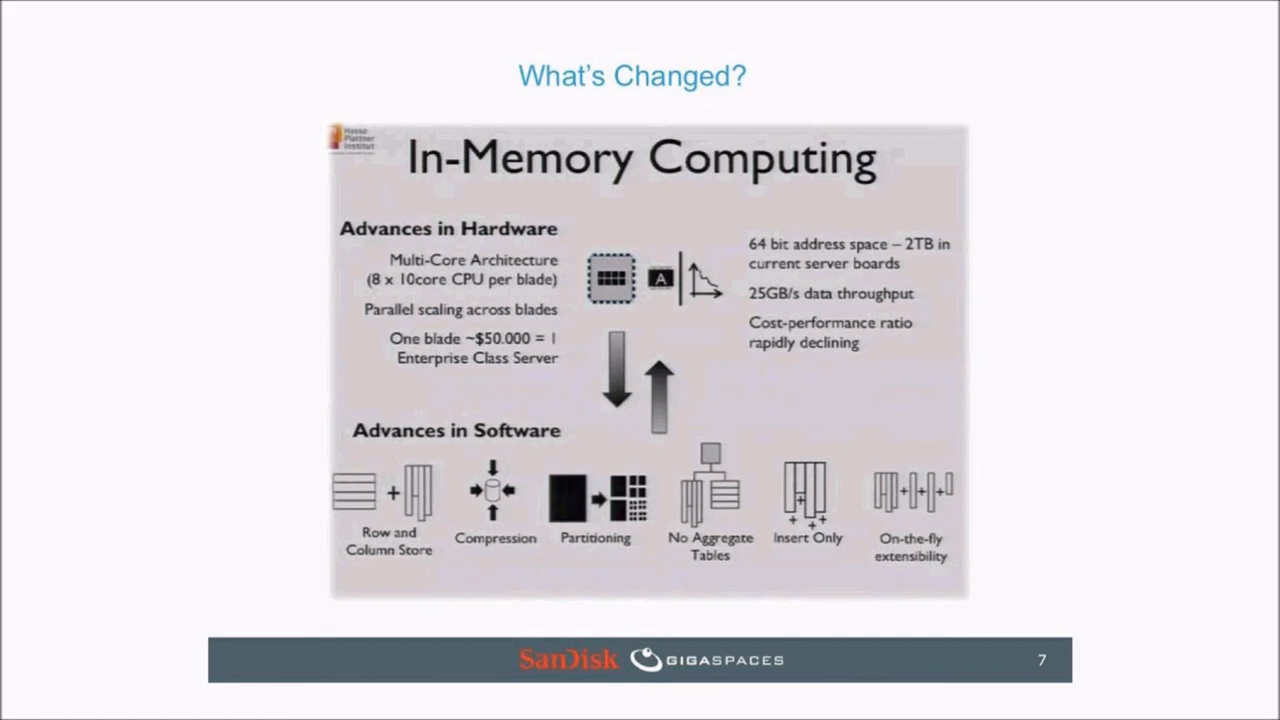 What's Changed?
Hasso
Plattner
Institut
In-Memory Computing
Advances in Hardware
Multi-Core Architecture
(8 x 10core CPU per blade)
Parallel scaling across blades
One blade ~$50.000 = 1
Enterprise Class Server
A
64 bit address space – 2TB in
current server boards
25GB/s data throughput
Cost-performance ratio
rapidly declining
Advances in Software
Row and
Column Store
Compression
Partitioning
No Aggregate
Tables
Insert Only
On-the-fly
extensibility
SanDisk GIGASPACES
7